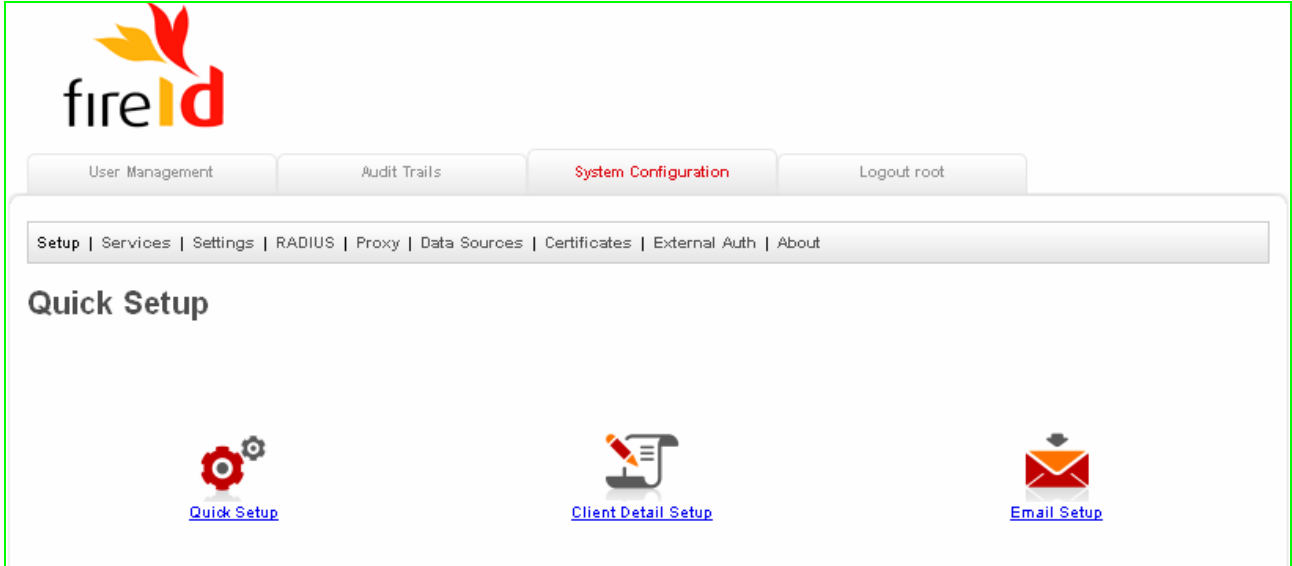 fireId
User Management Audit Trails System Configuration Logout root
Setup | Services | Settings | RADIUS | Proxy | Data Sources | Certificates | External Auth | About
Quick Setup
Quick Setup Client Detail Setup Email Setup